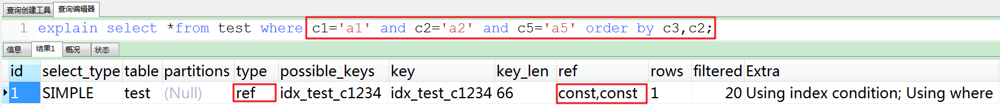 查询创建工具 查询编辑器
1 explain select *from test where c1='a1' and c2='a2' and c5='a5' order by c3,c2;
信息 结果1 概况 状态
id select_type table partitions type possible_keys key key_len ref rows filtered Extra
1 SIMPLE test (Null) ref idx_test_c1234 idx_test_c1234 66 const,const 1 20 Using index condition; Using where